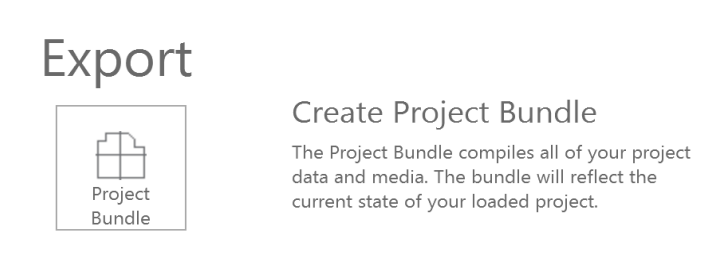 Export
Project
Bundle
Create Project Bundle
The Project Bundle compiles all of your project
data and media. The bundle will reflect the
current state of your loaded project.